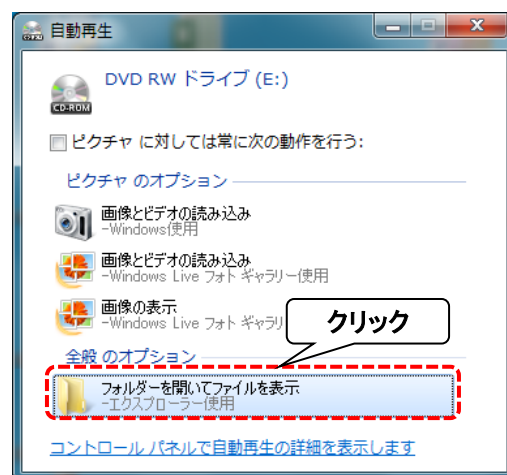 自動再生
DVD RW ドライブ (E:)
CD-ROM
ピクチャ に対しては常に次の動作を行う:
ピクチャ のオプション
画像とビデオの読み込み
-Windows使用
画像とビデオの読み込み
-Windows Live フォト ギャラリー使用
画像の表示
-Windows Live フォト ギャラリ
クリック
全般 のオプション
フォルダーを開いてファイルを表示
-エクスプローラー使用
コントロール パネルで自動再生の詳細を表示します